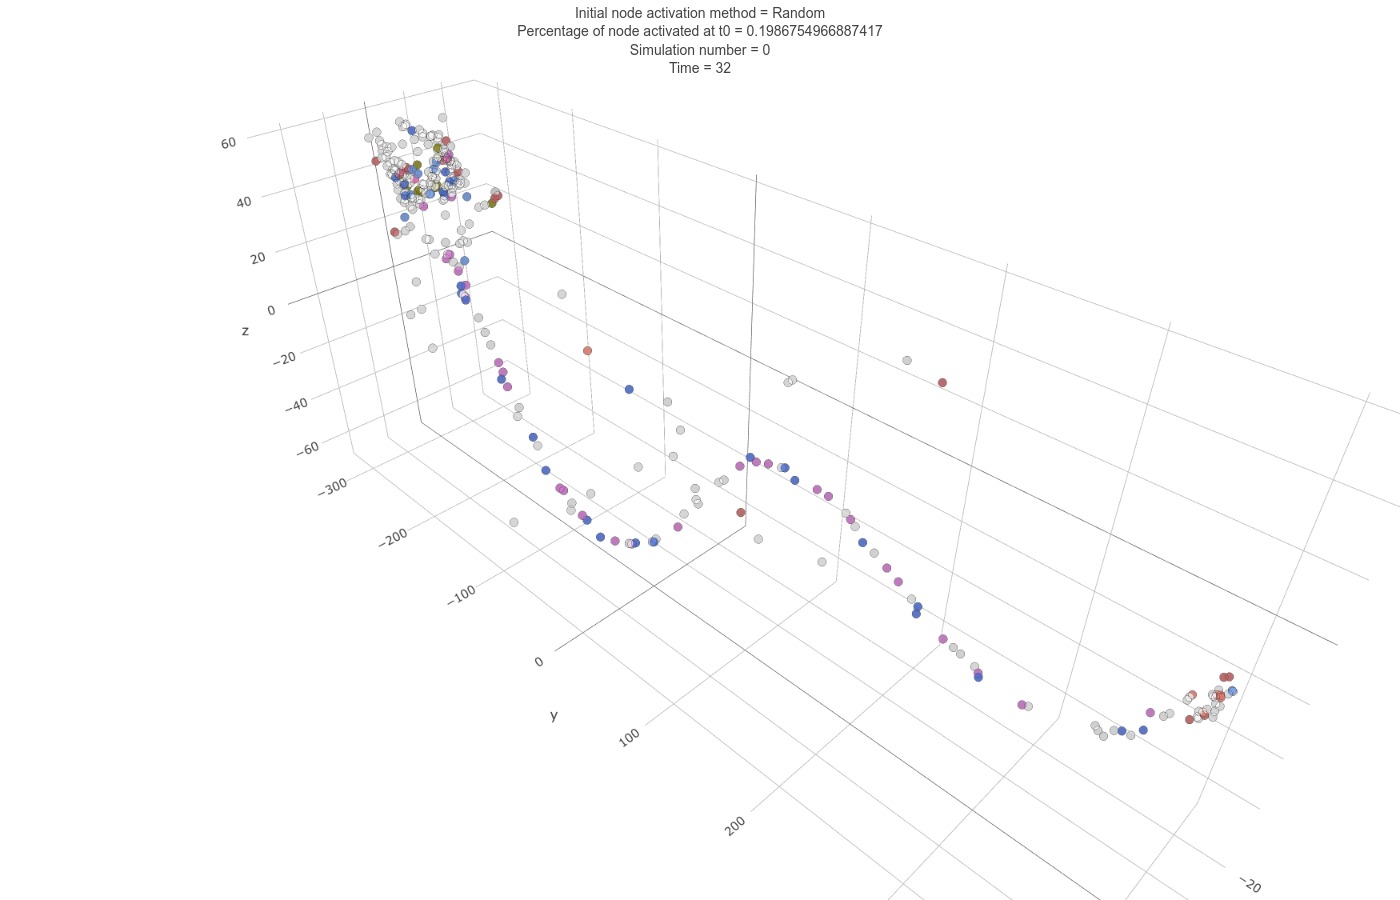 Initial node activation method = Random
Percentage of node activated at t0 = 0.1986754966887417
Simulation number = 0
Time = 32
60
40
20
0
z
−20
−40
−60
−300
−200
−100
0
y
100
200
−20